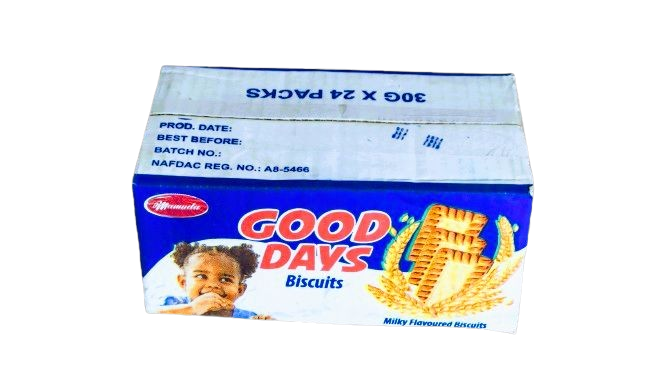 30G X 24 PACKS
PROD. DATE:
BEST BEFORE:
BATCH NO.:
NAFDAC REG. NO.: A8-5466
Mamuda
GOOD
DAYS
Biscuits
Milky Flavoured Biscuits